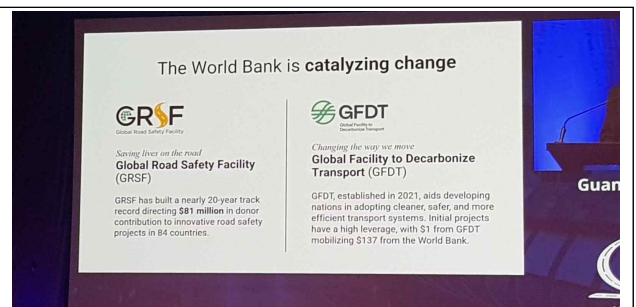 The World Bank is catalyzing change
GRSF
Global Road Safety Facility
Saving lives on the road
Global Road Safety Facility
(GRSF)
GRSF has built a nearly 20-year track
record directing $81 million in donor
contribution to innovative road safety
projects in 84 countries.
GFDT
Global Facility to
Decarbonize Transport
Changing the way we move
Global Facility to Decarbonize
Transport (GFDT)
GFDT, established in 2021, aids developing
nations in adopting cleaner, safer, and more
efficient transport systems. Initial projects
have a high leverage, with $1 from GFDT
mobilizing $137 from the World Bank.
Guan